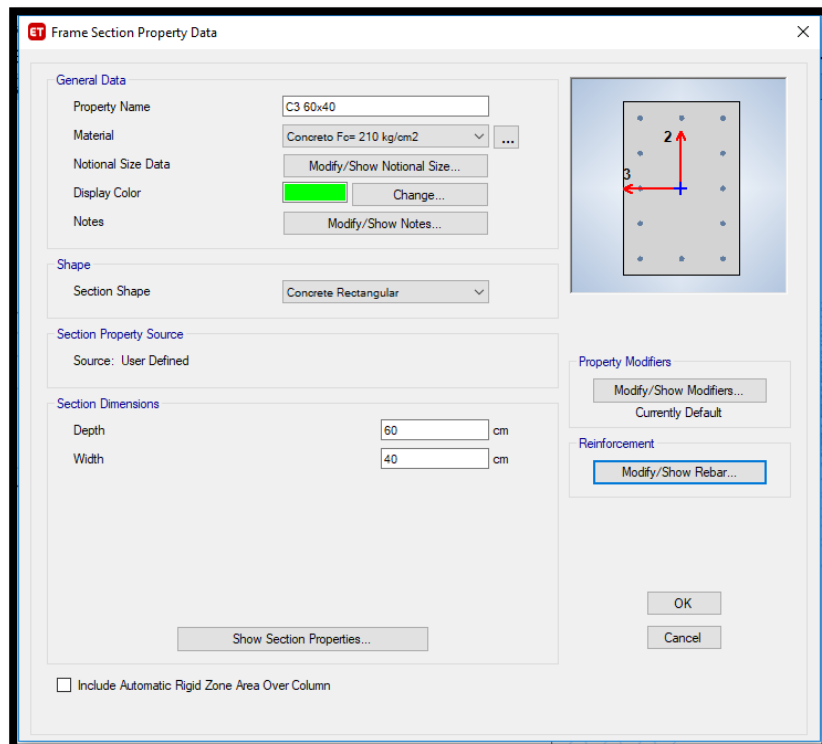 ET Frame Section Property Data
General Data
Property Name C3 60x40
Material Concreto Fc= 210 kg/cm2 ...
Notional Size Data Modify/Show Notional Size...
Display Color Change...
Notes Modify/Show Notes...
2
3
Shape
Section Shape Concrete Rectangular
Section Property Source
Source: User Defined
Property Modifiers
Modify/Show Modifiers...
Currently Default
Section Dimensions
Depth 60 cm
Width 40 cm
Reinforcement
Modify/Show Rebar...
Show Section Properties...
OK
Cancel
Include Automatic Rigid Zone Area Over Column